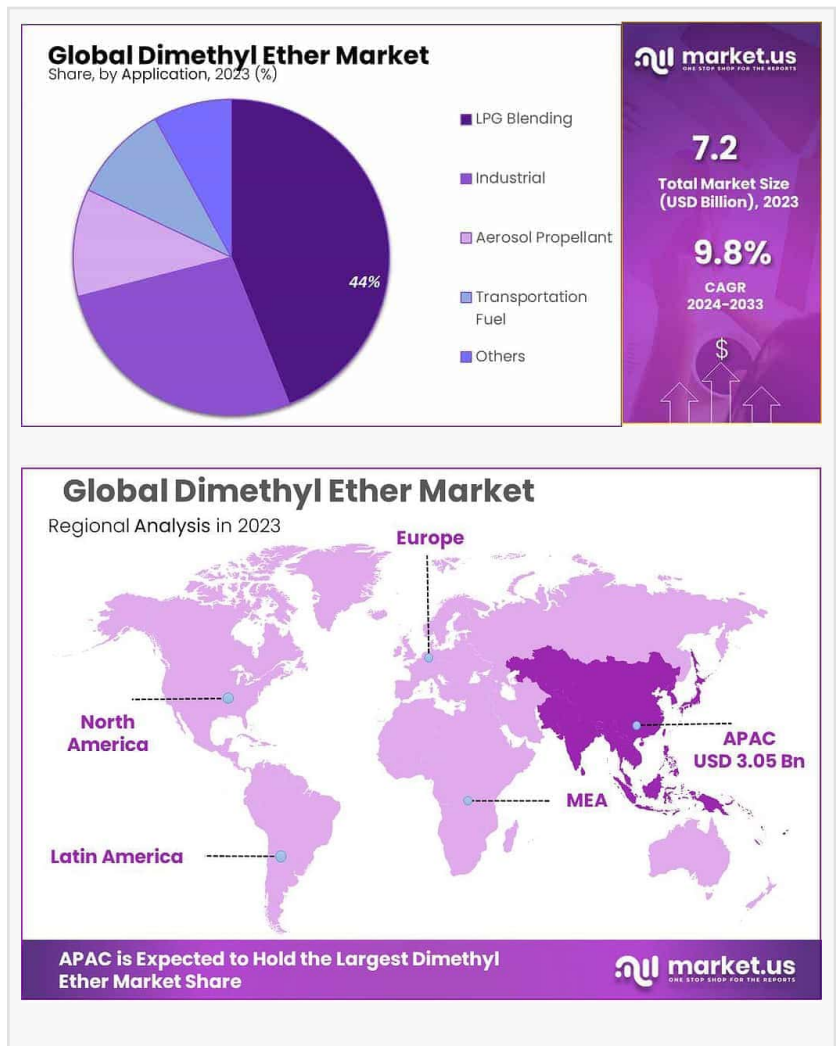 Global Dimethyl Ether Market
Share, by Application, 2023 (%)
44%
LPG Blending
Industrial
Aerosol Propellant
Transportation
Fuel
Others
market.us
ONE STOP SHOP FOR THE REPORTS
7.2
Total Market Size
(USD Billion), 2023
9.8%
CAGR
2024-2033
$
Global Dimethyl Ether Market
Regional Analysis in 2023
Europe
North
America
APAC
USD 3.05 Bn
MEA
Latin America
APAC is Expected to Hold the Largest Dimethyl
Ether Market Share
market.us
ONE STOP SHOP FOR THE REPORTS